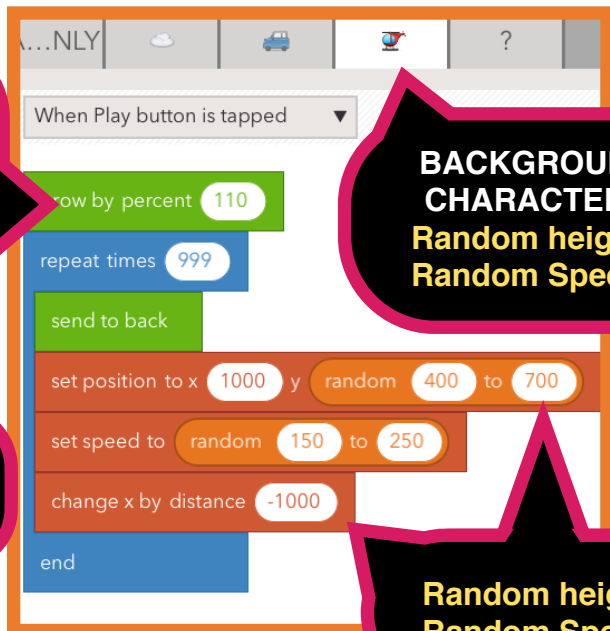 ...NLY
?
When Play button is tapped ▼
row by percent 110
repeat times 999
send to back
set position to x 1000 y random 400 to 700
set speed to random 150 to 250
change x by distance -1000
end
BACKGROU
CHARACTE
Random heig
Random Spee
Random heig
Random Spe